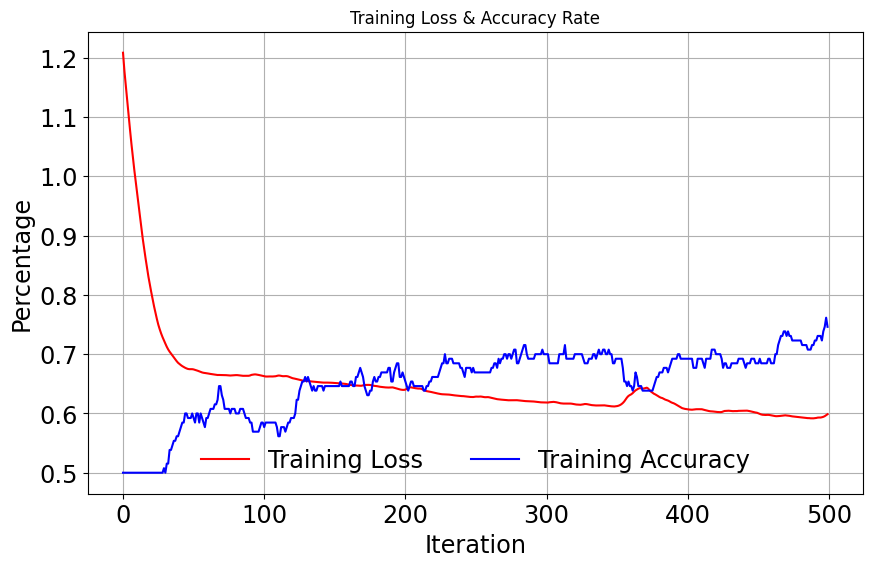 Training Loss & Accuracy Rate
1.2
1.1
1.0
0.9
0.8
0.7
0.6
0.5
Percentage
Training Loss
Training Accuracy
0 100 200 300 400 500
Iteration